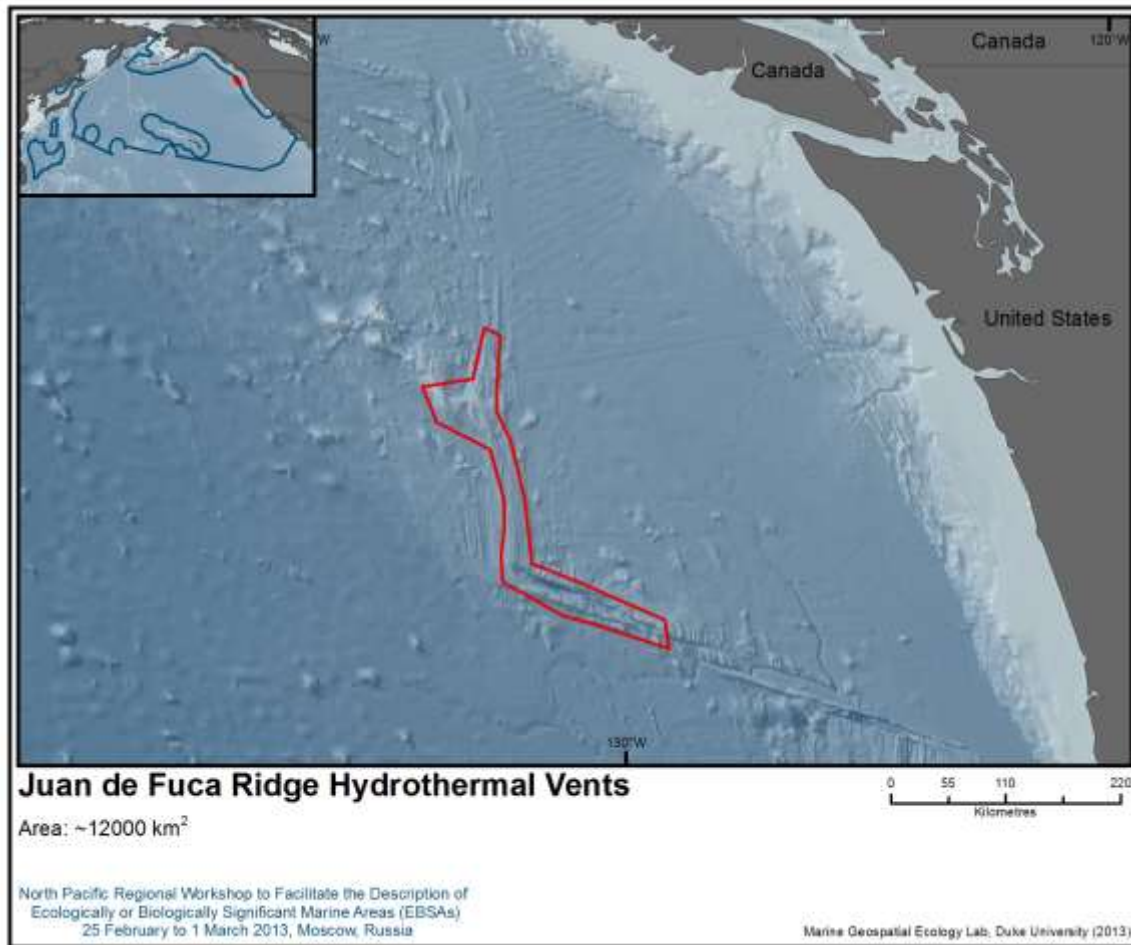 W
Canada
120°W
Canada
United States
130°W
Juan de Fuca Ridge Hydrothermal Vents
0 55 110 220
Kilometres
Area: ~12000 km²
North Pacific Regional Workshop to Facilitate the Description of
Ecologically or Biologically Significant Marine Areas (EBSAs)
25 February to 1 March 2013, Moscow, Russia
Marine Geospatial Ecology Lab, Duke University (2013)